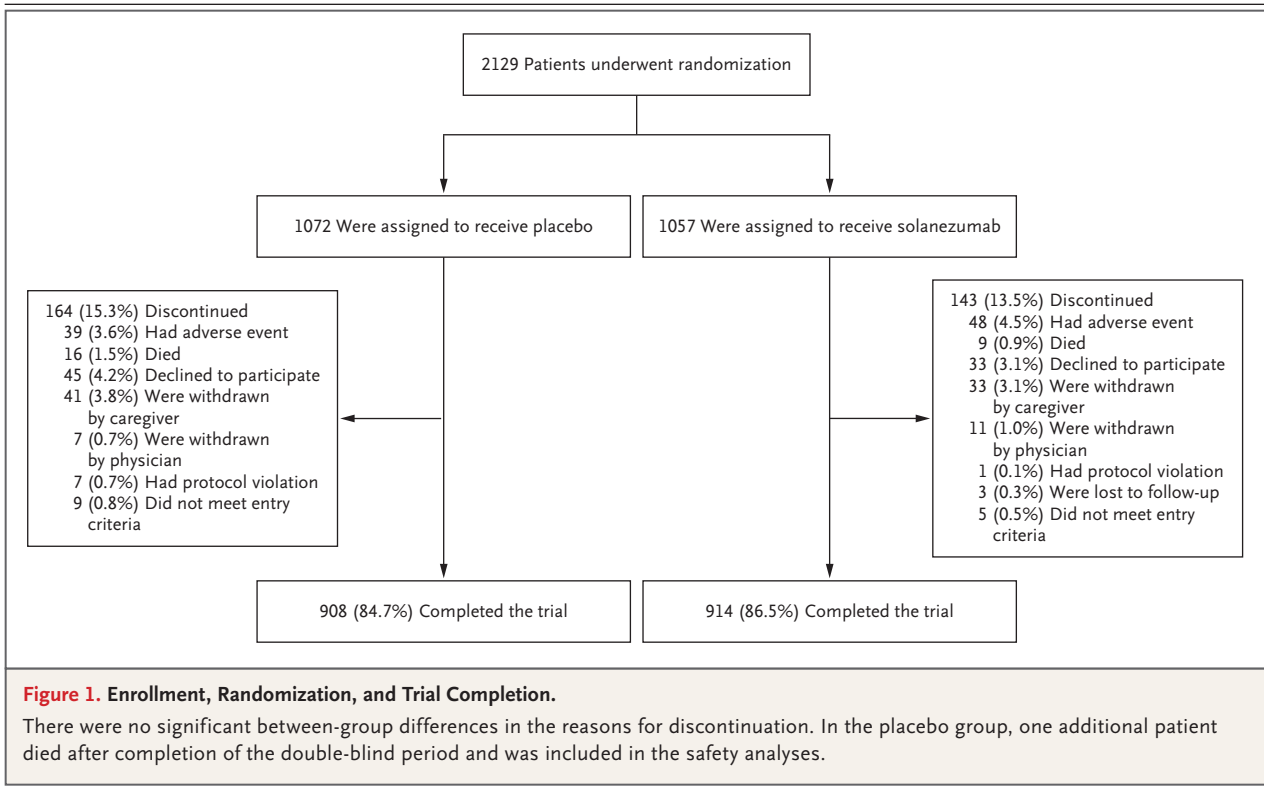 2129 Patients underwent randomization
1072 Were assigned to receive placebo
1057 Were assigned to receive solanezumab
164 (15.3%) Discontinued
39 (3.6%) Had adverse event
16 (1.5%) Died
45 (4.2%) Declined to participate
41 (3.8%) Were withdrawn
by caregiver
7 (0.7%) Were withdrawn
by physician
7 (0.7%) Had protocol violation
9 (0.8%) Did not meet entry
criteria
143 (13.5%) Discontinued
48 (4.5%) Had adverse event
9 (0.9%) Died
33 (3.1%) Declined to participate
33 (3.1%) Were withdrawn
by caregiver
11 (1.0%) Were withdrawn
by physician
1 (0.1%) Had protocol violation
3 (0.3%) Were lost to follow-up
5 (0.5%) Did not meet entry
criteria
908 (84.7%) Completed the trial
914 (86.5%) Completed the trial
Figure 1. Enrollment, Randomization, and Trial Completion.
There were no significant between-group differences in the reasons for discontinuation. In the placebo group, one additional patient
died after completion of the double-blind period and was included in the safety analyses.